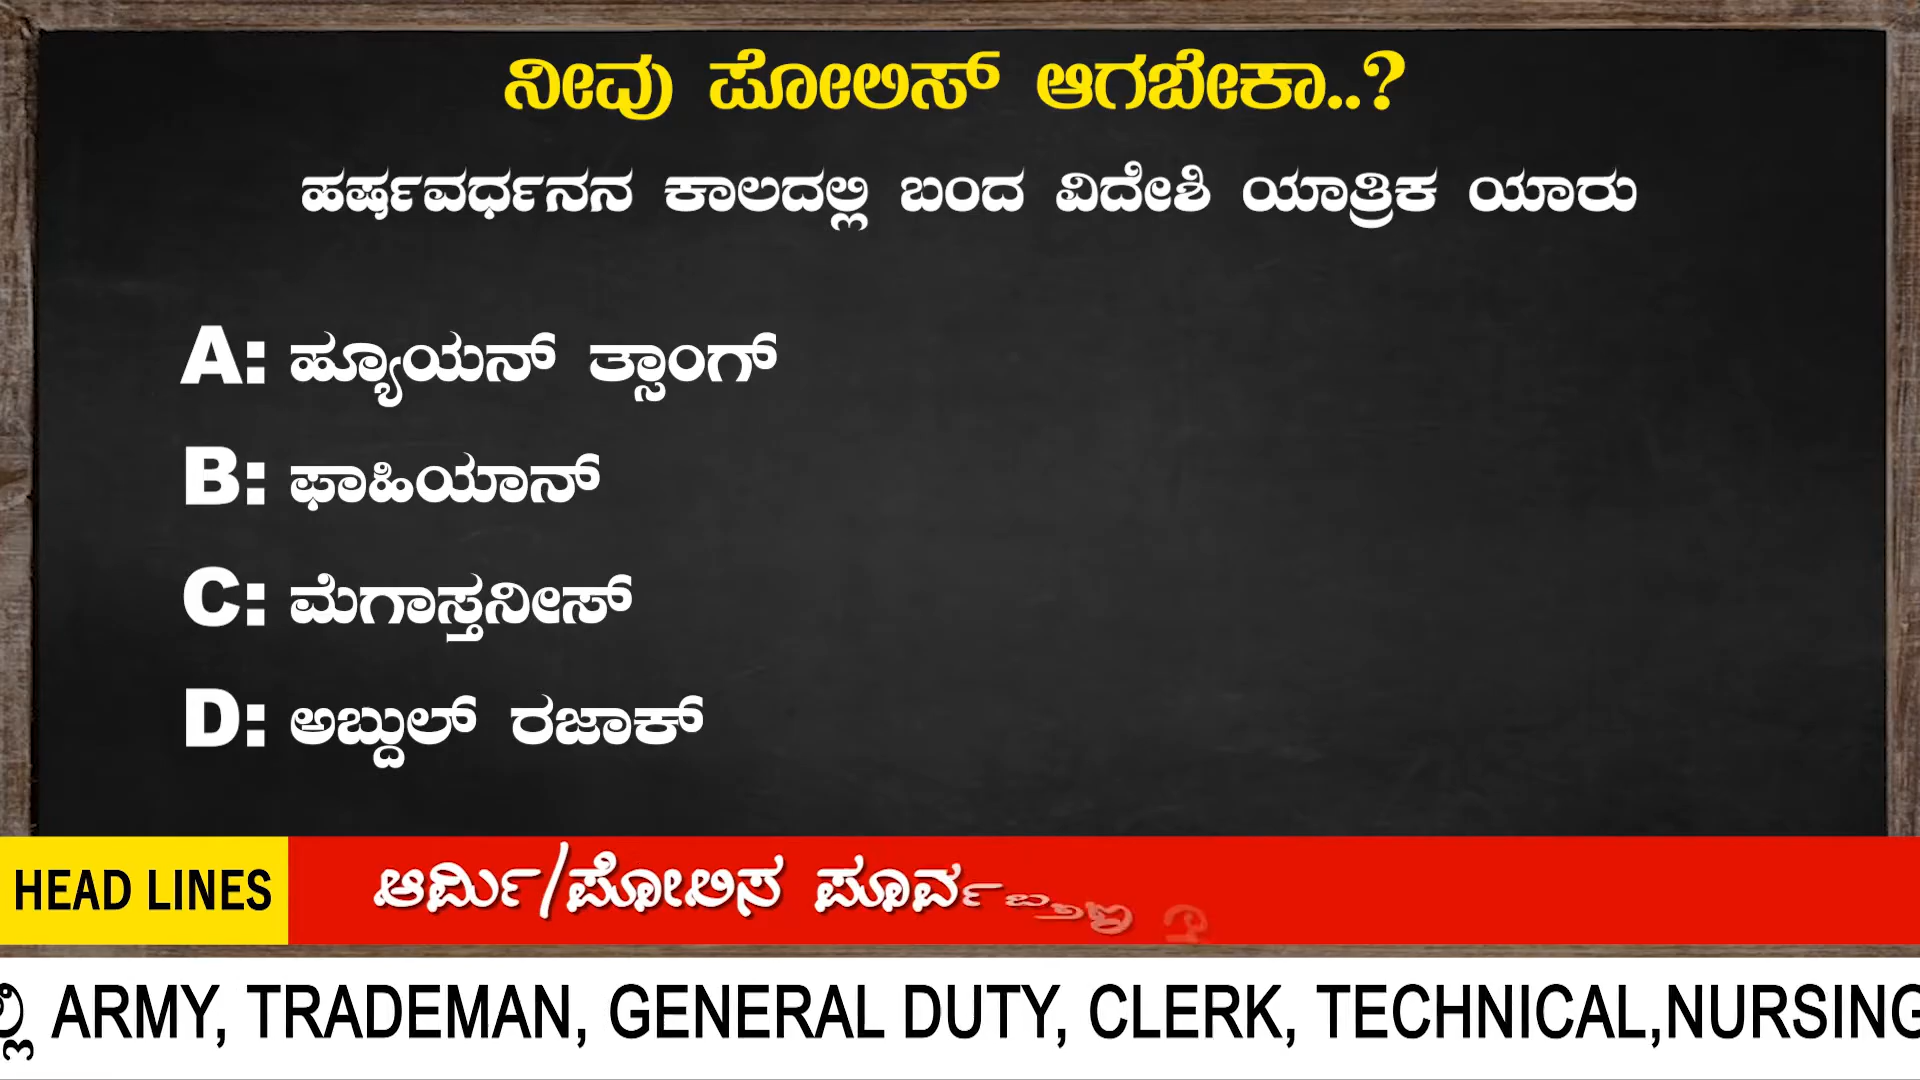 ನೀವು ಪೋಲಿಸ್ ಆಗಬೇಕಾ..?
ಹರ್ಷವರ್ಧನನ ಕಾಲದಲ್ಲಿ ಬಂದ ವಿದೇಶಿ ಯಾತ್ರಿಕ ಯಾರು
A: ಹ್ಯೂಯನ್ ತ್ಸಾಂಗ್
B: ಫಾಹಿಯಾನ್
C: ಮೆಗಾಸ್ತನೀಸ್
D: ಅಬ್ದುಲ್ ರಜಾಕ್
HEAD LINES
ಆರ್ಮಿ/ಪೋಲಿಸ ಪೂರ್ವ
ARMY, TRADEMAN, GENERAL DUTY, CLERK, TECHNICAL,NURSING